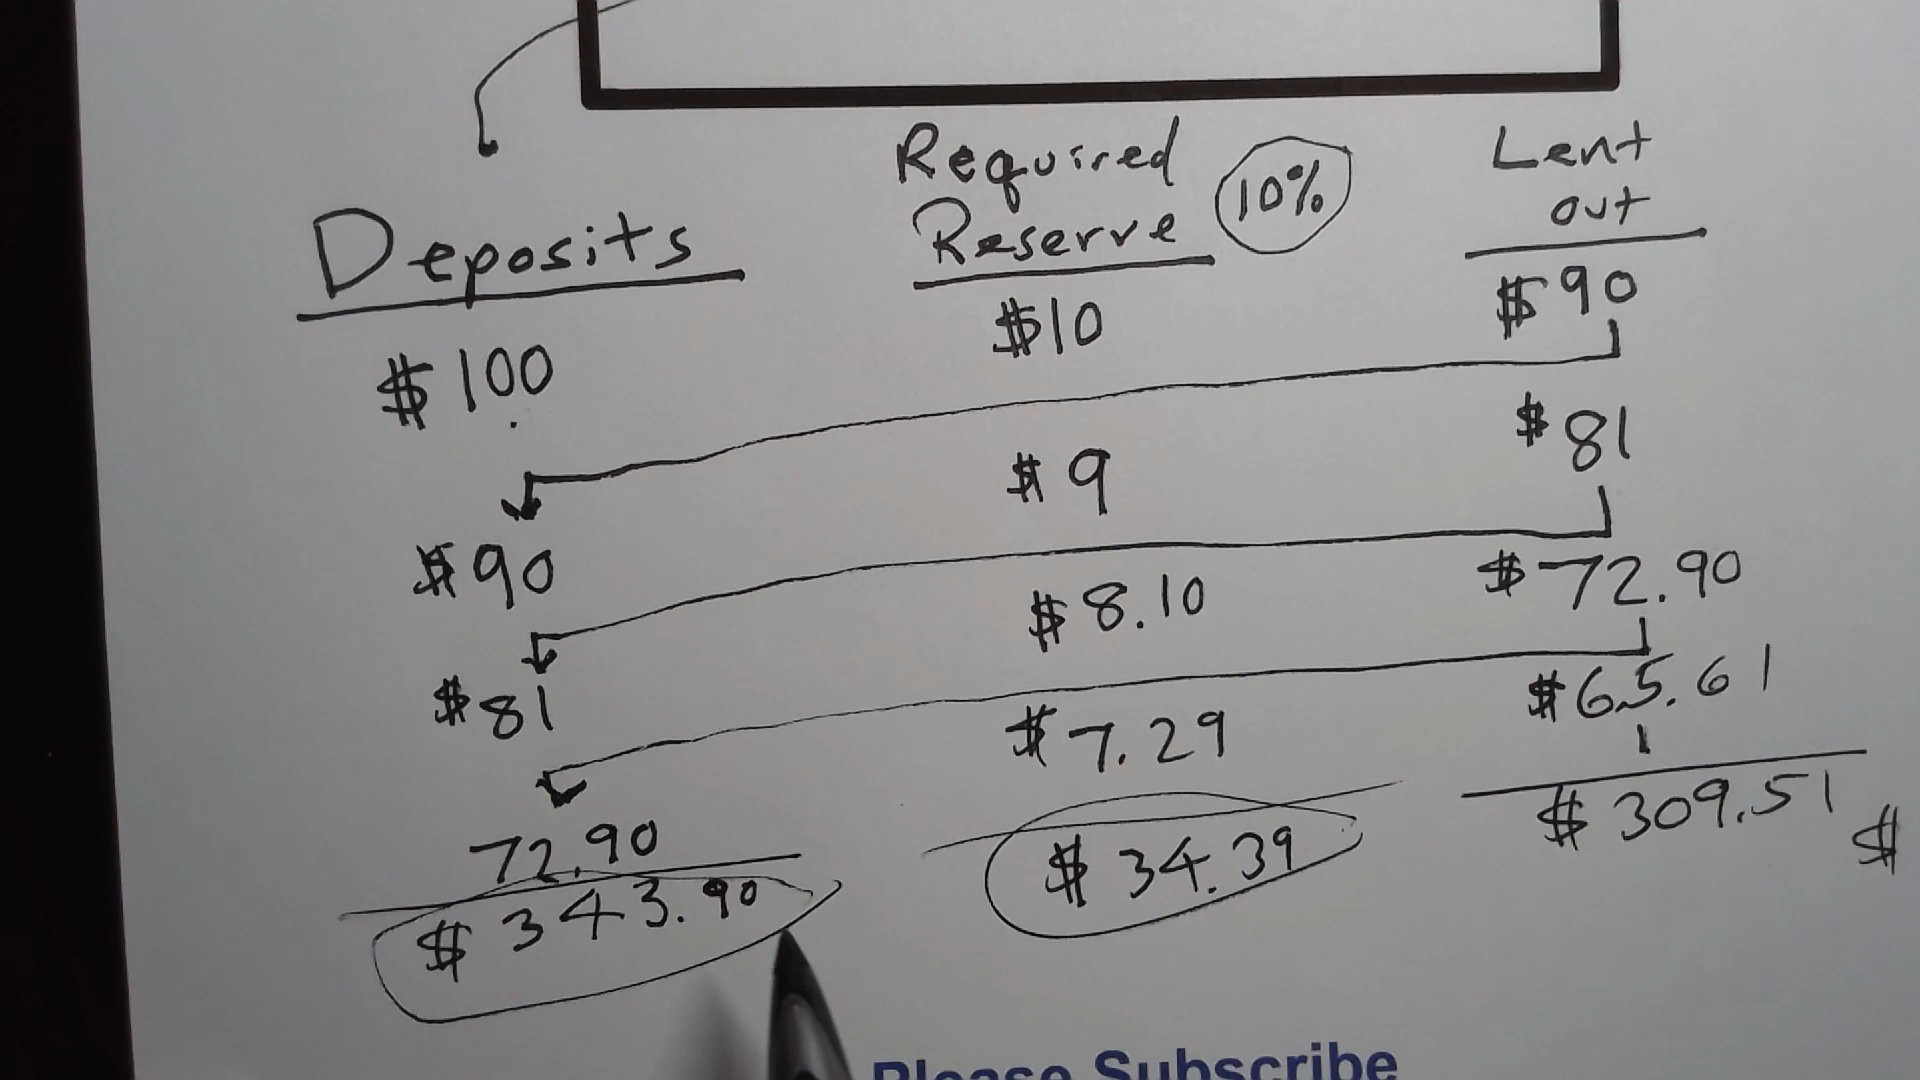 Required
Reserve
10%
Lent
out
Deposits
$100
$10
$90
$90
$9
$81
$81
$8.10
$72.90
72.90
$7.29
$65.61
$343.90
$34.39
$309.51
$
Please Subscribe